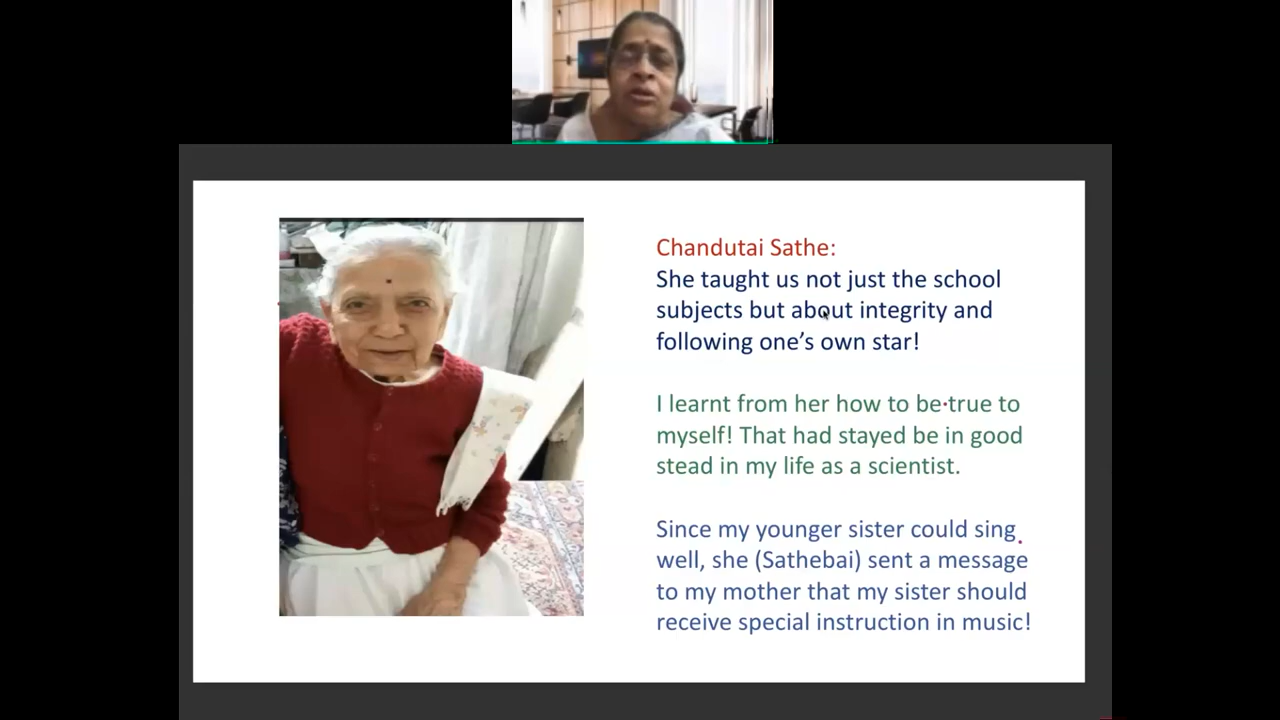 Chandutai Sathe:
She taught us not just the school
subjects but about integrity and
following one's own star!
I learnt from her how to be true to
myself! That had stayed be in good
stead in my life as a scientist.
Since my younger sister could sing
well, she (Sathebai) sent a message
to my mother that my sister should
receive special instruction in music!